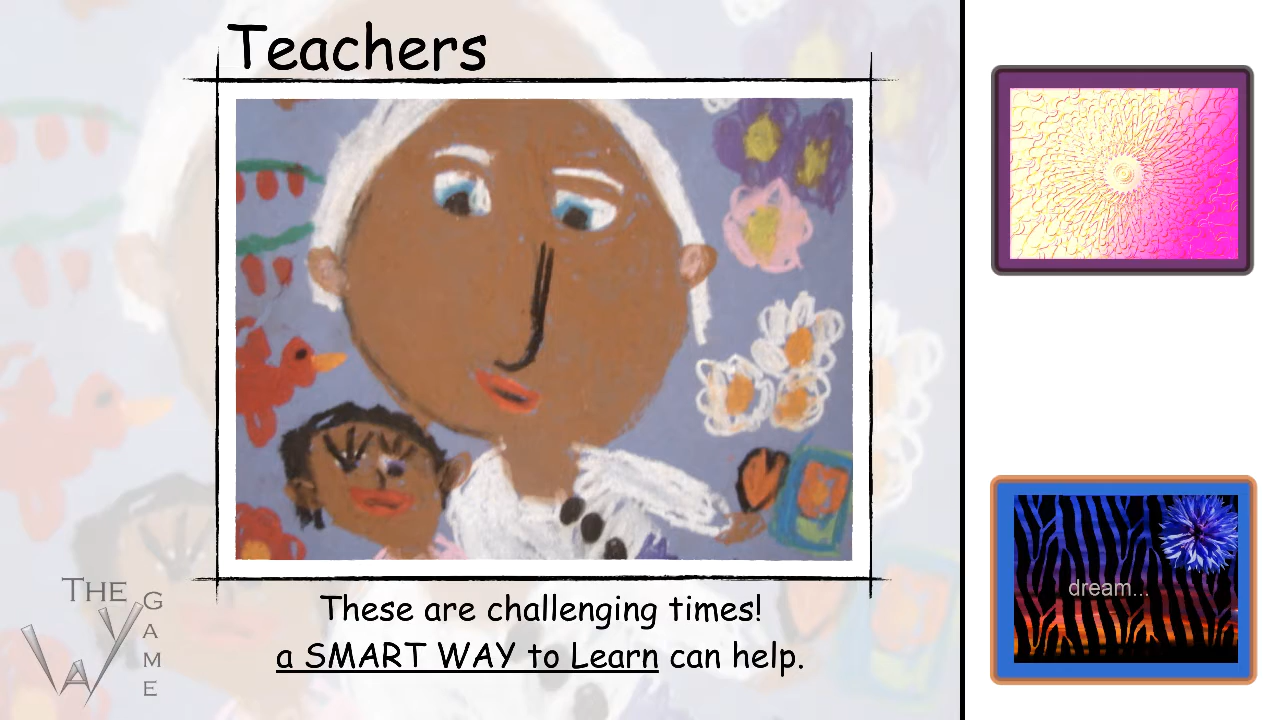 Teachers
These are challenging times!
a SMART WAY to Learn can help.
THE
WAY
GAME
dream...